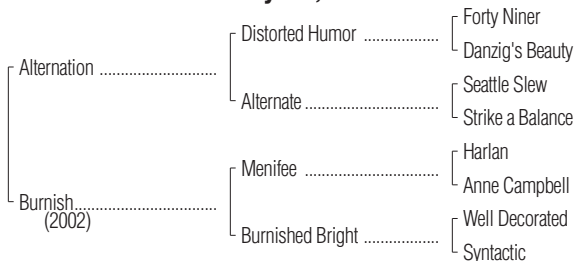 Forty Niner
Distorted Humor ..................
Danzig's Beauty
Alternation ............................
Seattle Slew
Alternate ..............................
Strike a Balance
Harlan
Menifee ...............................
Anne Campbell
Burnish..................................
(2002)
Well Decorated
Burnished Bright .................
Syntactic